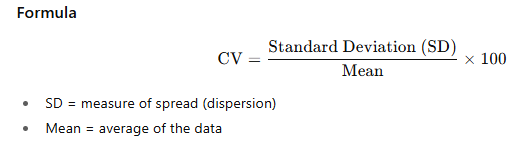 Formula
CV = Standard Deviation (SD) / Mean × 100
• SD = measure of spread (dispersion)
• Mean = average of the data